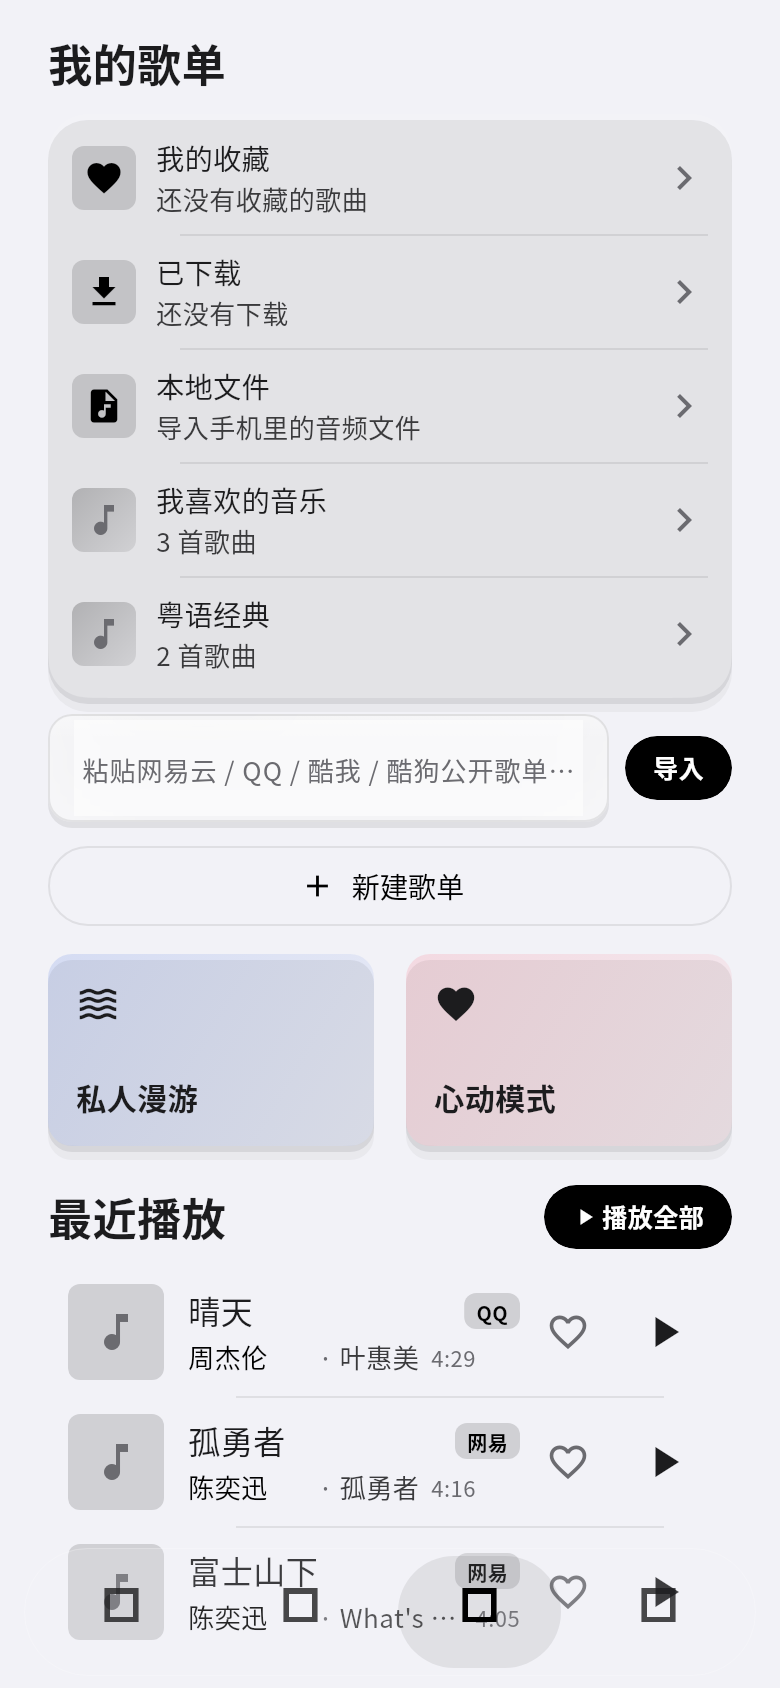 我的歌单
我的收藏
还没有收藏的歌曲
已下载
还没有下载
本地文件
导入手机里的音频文件
我喜欢的音乐
3 首歌曲
粤语经典
2 首歌曲
粘贴网易云 / QQ / 酷我 / 酷狗公开歌单…
导入
新建歌单
私人漫游
心动模式
最近播放
播放全部
晴天 QQ
周杰伦 · 叶惠美 4:29
孤勇者 网易
陈奕迅 · 孤勇者 4:16
富士山下 网易
陈奕迅 · What's … 4:05